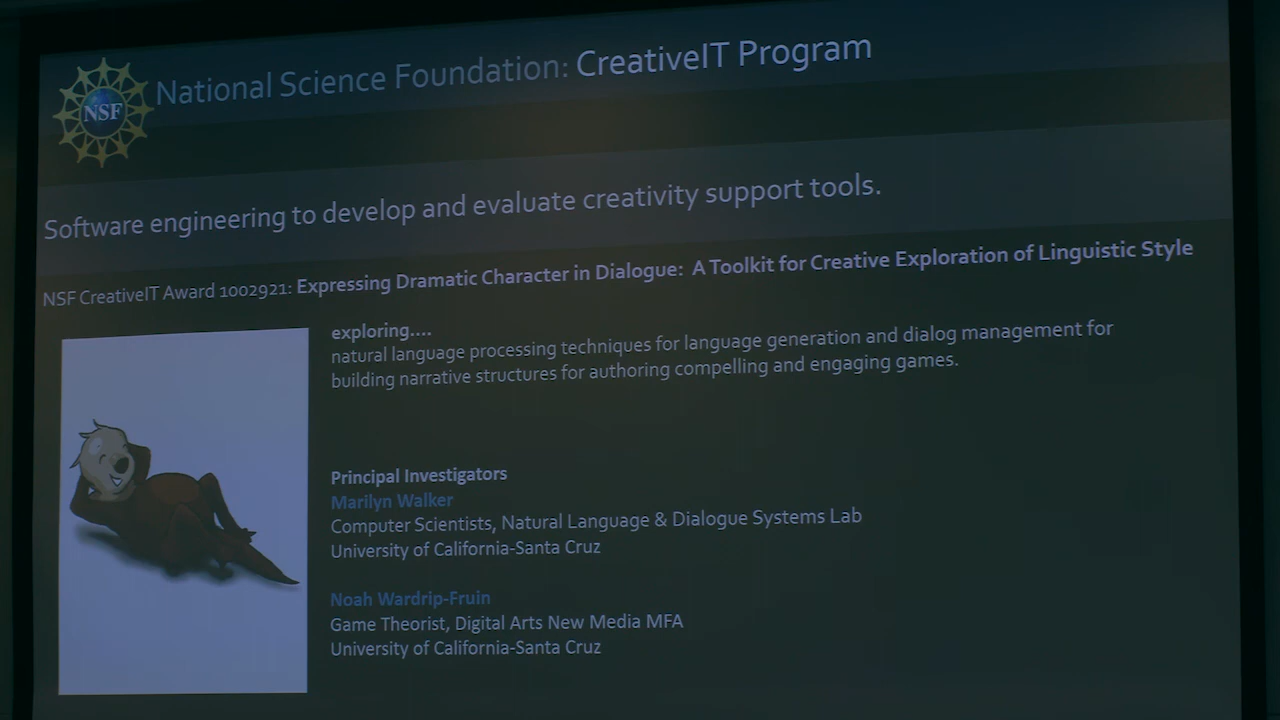 NSF
National Science Foundation: CreativeIT Program
Software engineering to develop and evaluate creativity support tools.
NSF CreativeIT Award 1002921: Expressing Dramatic Character in Dialogue: A Toolkit for Creative Exploration of Linguistic Style
exploring....
natural language processing techniques for language generation and dialog management for
building narrative structures for authoring compelling and engaging games.
Principal Investigators
Marilyn Walker
Computer Scientists, Natural Language & Dialogue Systems Lab
University of California-Santa Cruz
Noah Wardrip-Fruin
Game Theorist, Digital Arts New Media MFA
University of California-Santa Cruz